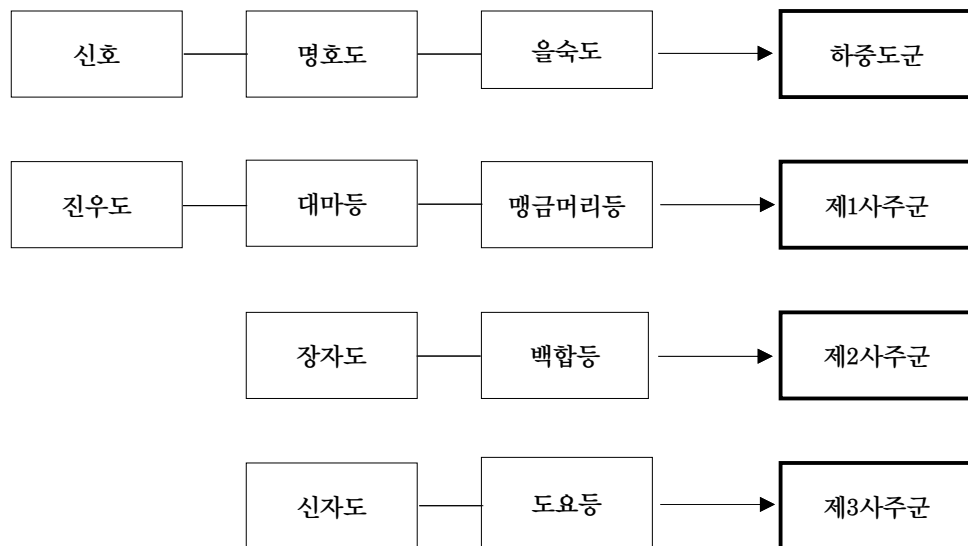 신호 명호도 을숙도 하중도군
진우도 대마등 맹금머리등 제1사주군
장자도 백합등 제2사주군
신자도 도요등 제3사주군